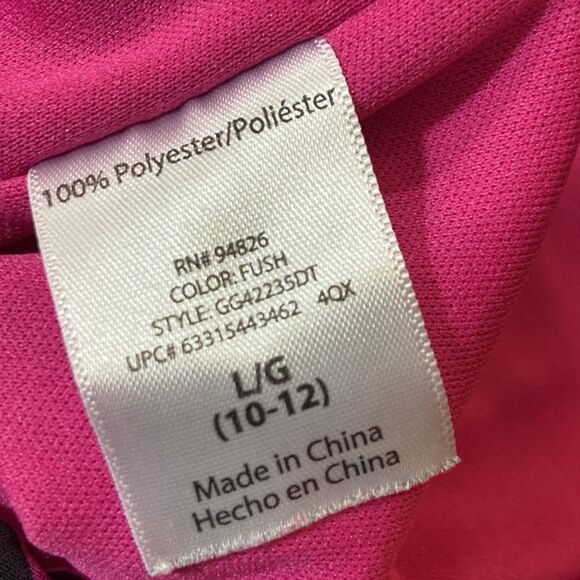 100% Polyester/Poliéster
RN# 94826
COLOR: FUSH
STYLE: GG42235DT
UPC# 63315443462 4QX
L/G
(10-12)
Made in China
Hecho en China